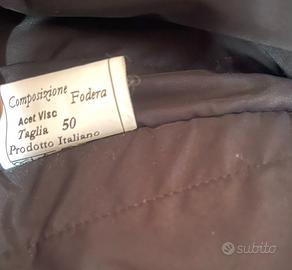 Composizione Fodera
Acet Visc
Taglia 50
Prodotto Italiano
subito